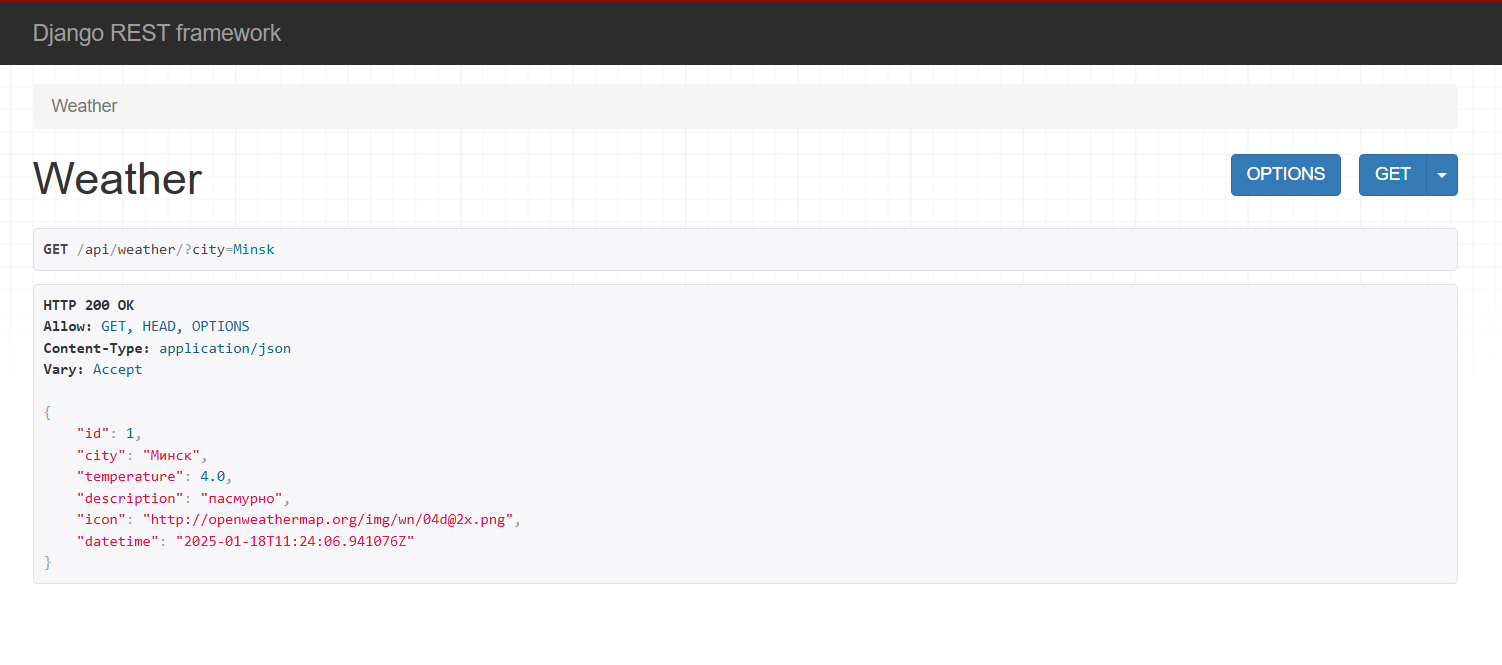 Django REST framework
Weather
Weather
OPTIONS GET
GET /api/weather/?city=Minsk
HTTP 200 OK
Allow: GET, HEAD, OPTIONS
Content-Type: application/json
Vary: Accept
{
    "id": 1,
    "city": "Минск",
    "temperature": 4.0,
    "description": "пасмурно",
    "icon": "http://openweathermap.org/img/wn/04d@2x.png",
    "datetime": "2025-01-18T11:24:06.941076Z"
}